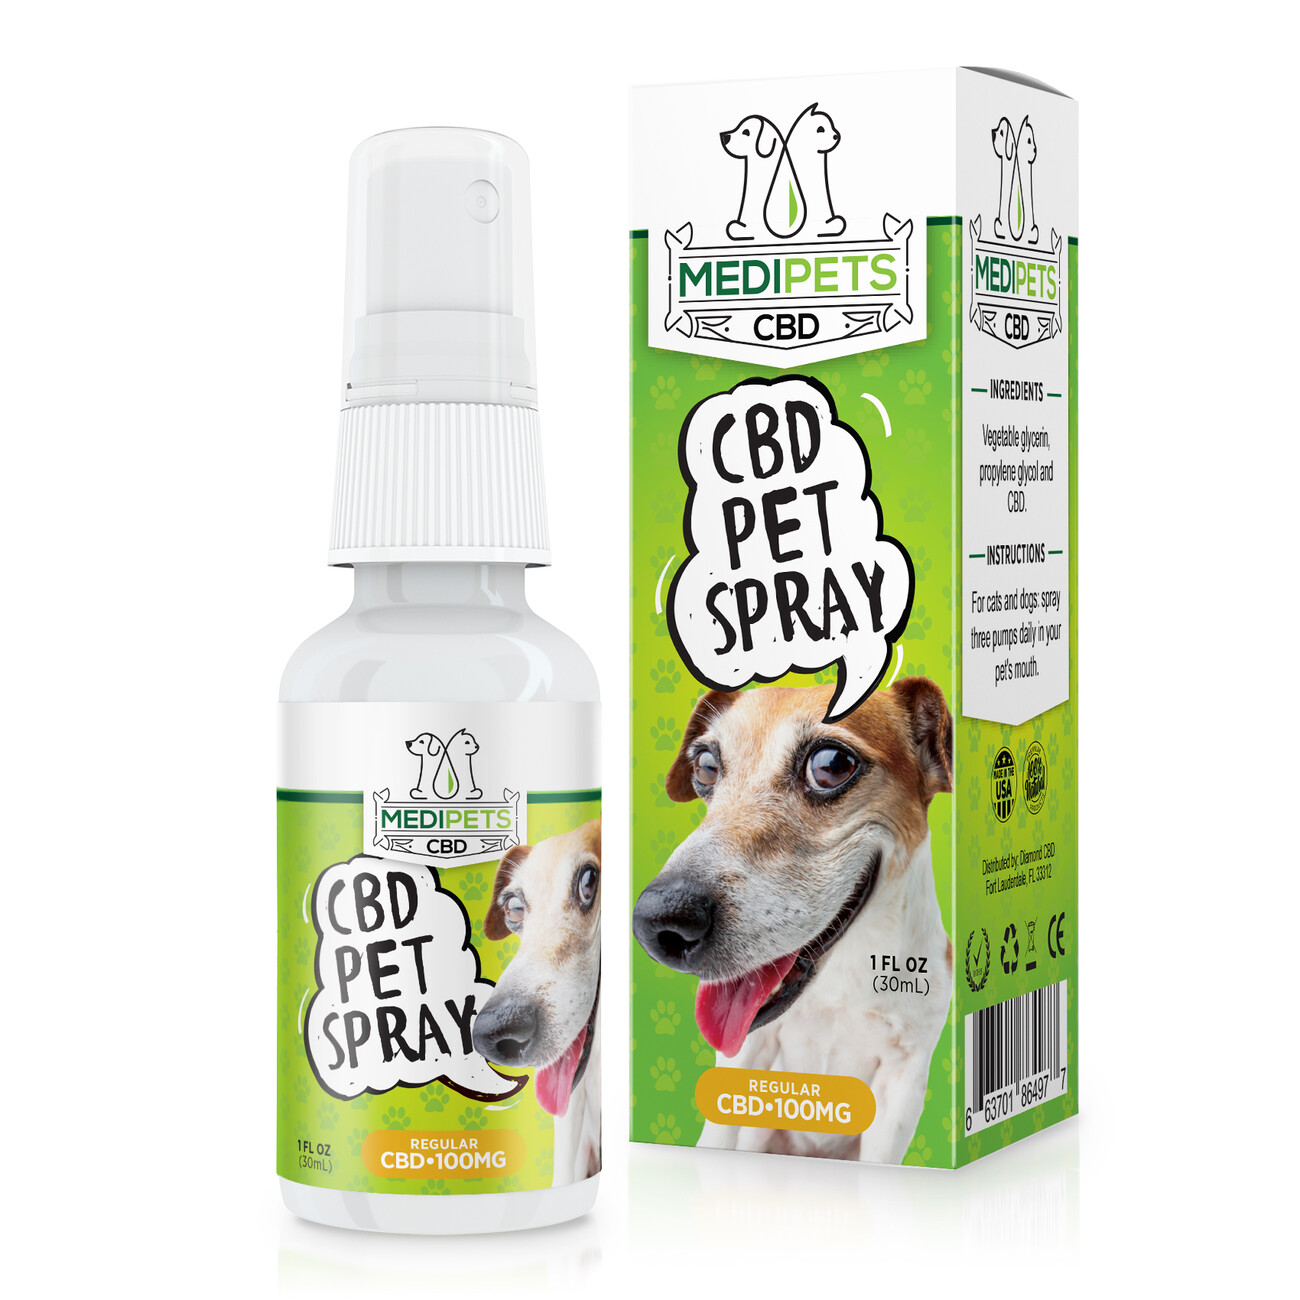 MEDIPETS
CBD
CBD
PET
SPRAY
1 FL OZ
(30mL)
REGULAR
CBD•100MG
MEDIPETS
CBD
CBD
PET
SPRAY
1 FL OZ
(30mL)
REGULAR
CBD•100MG
MEDIPETS
CBD
INGREDIENTS
Vegetable glycerin,
propylene glycol and
CBD.
INSTRUCTIONS
For cats and dogs: spray
three pumps daily in your
pet's mouth.
MADE IN THE
USA
100%
Natural
Distributed by: Diamond CBD
Fort Lauderdale, FL 33312
CE
6 63701 86497 7